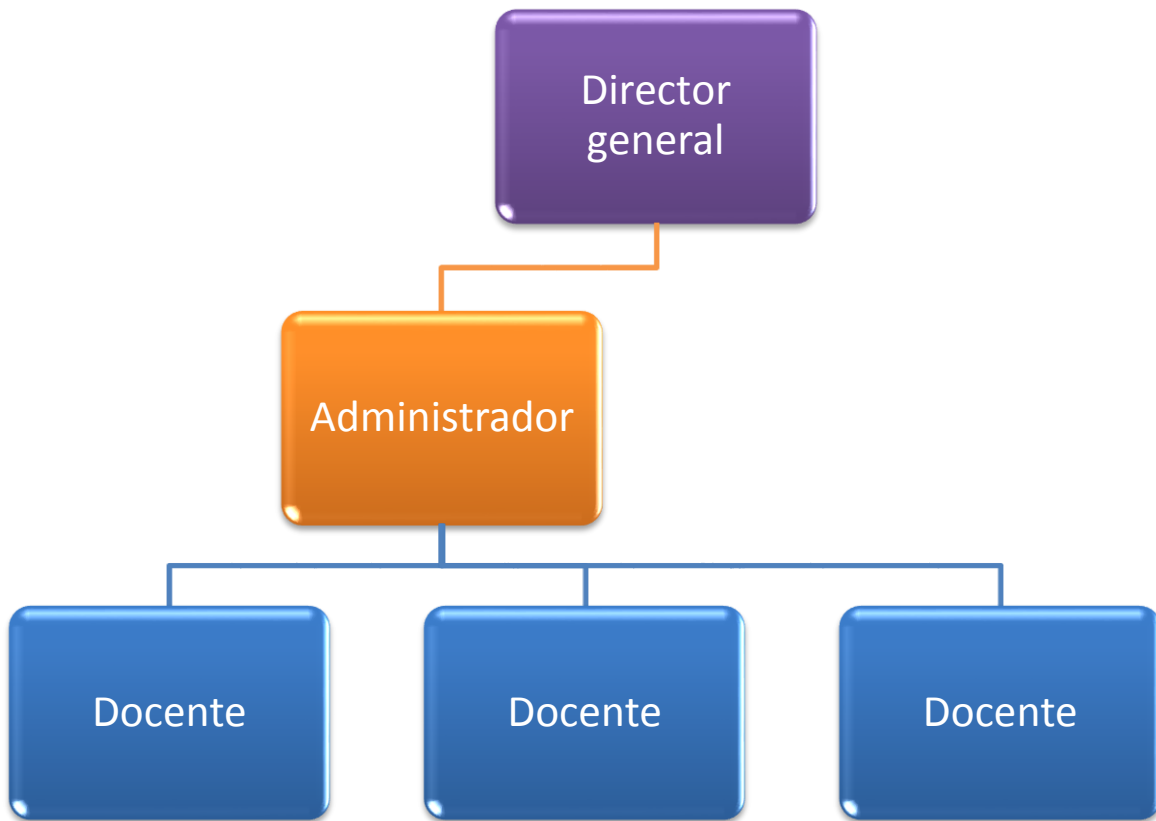 Director
general
Administrador
Docente
Docente
Docente